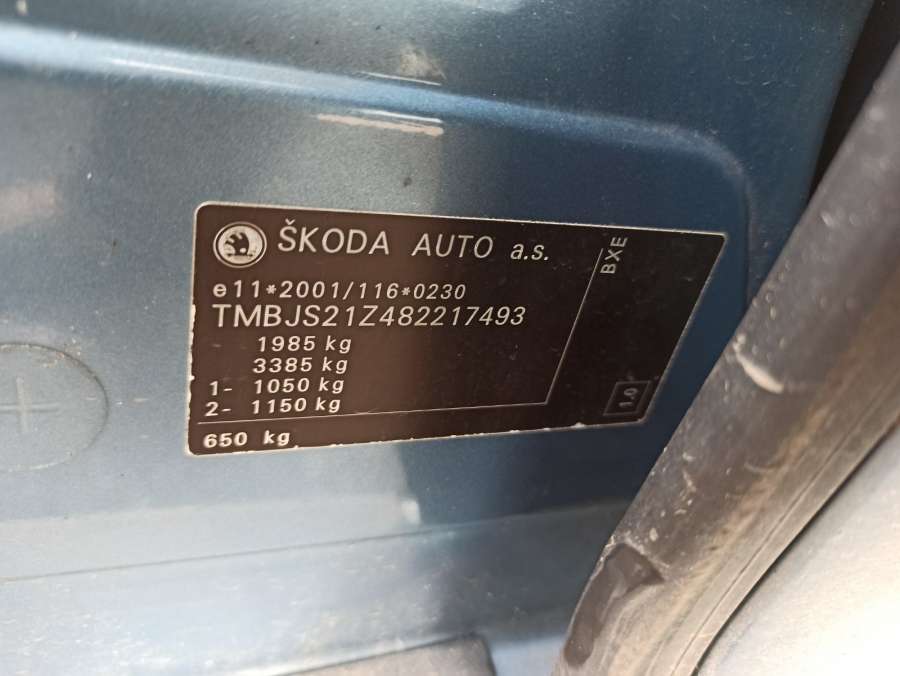 ŠKODA AUTO a.s.
BXE
e11*2001/116*0230
TMBJS21Z482217493
1985 kg
3385 kg
1- 1050 kg
2- 1150 kg
1.0
650 kg